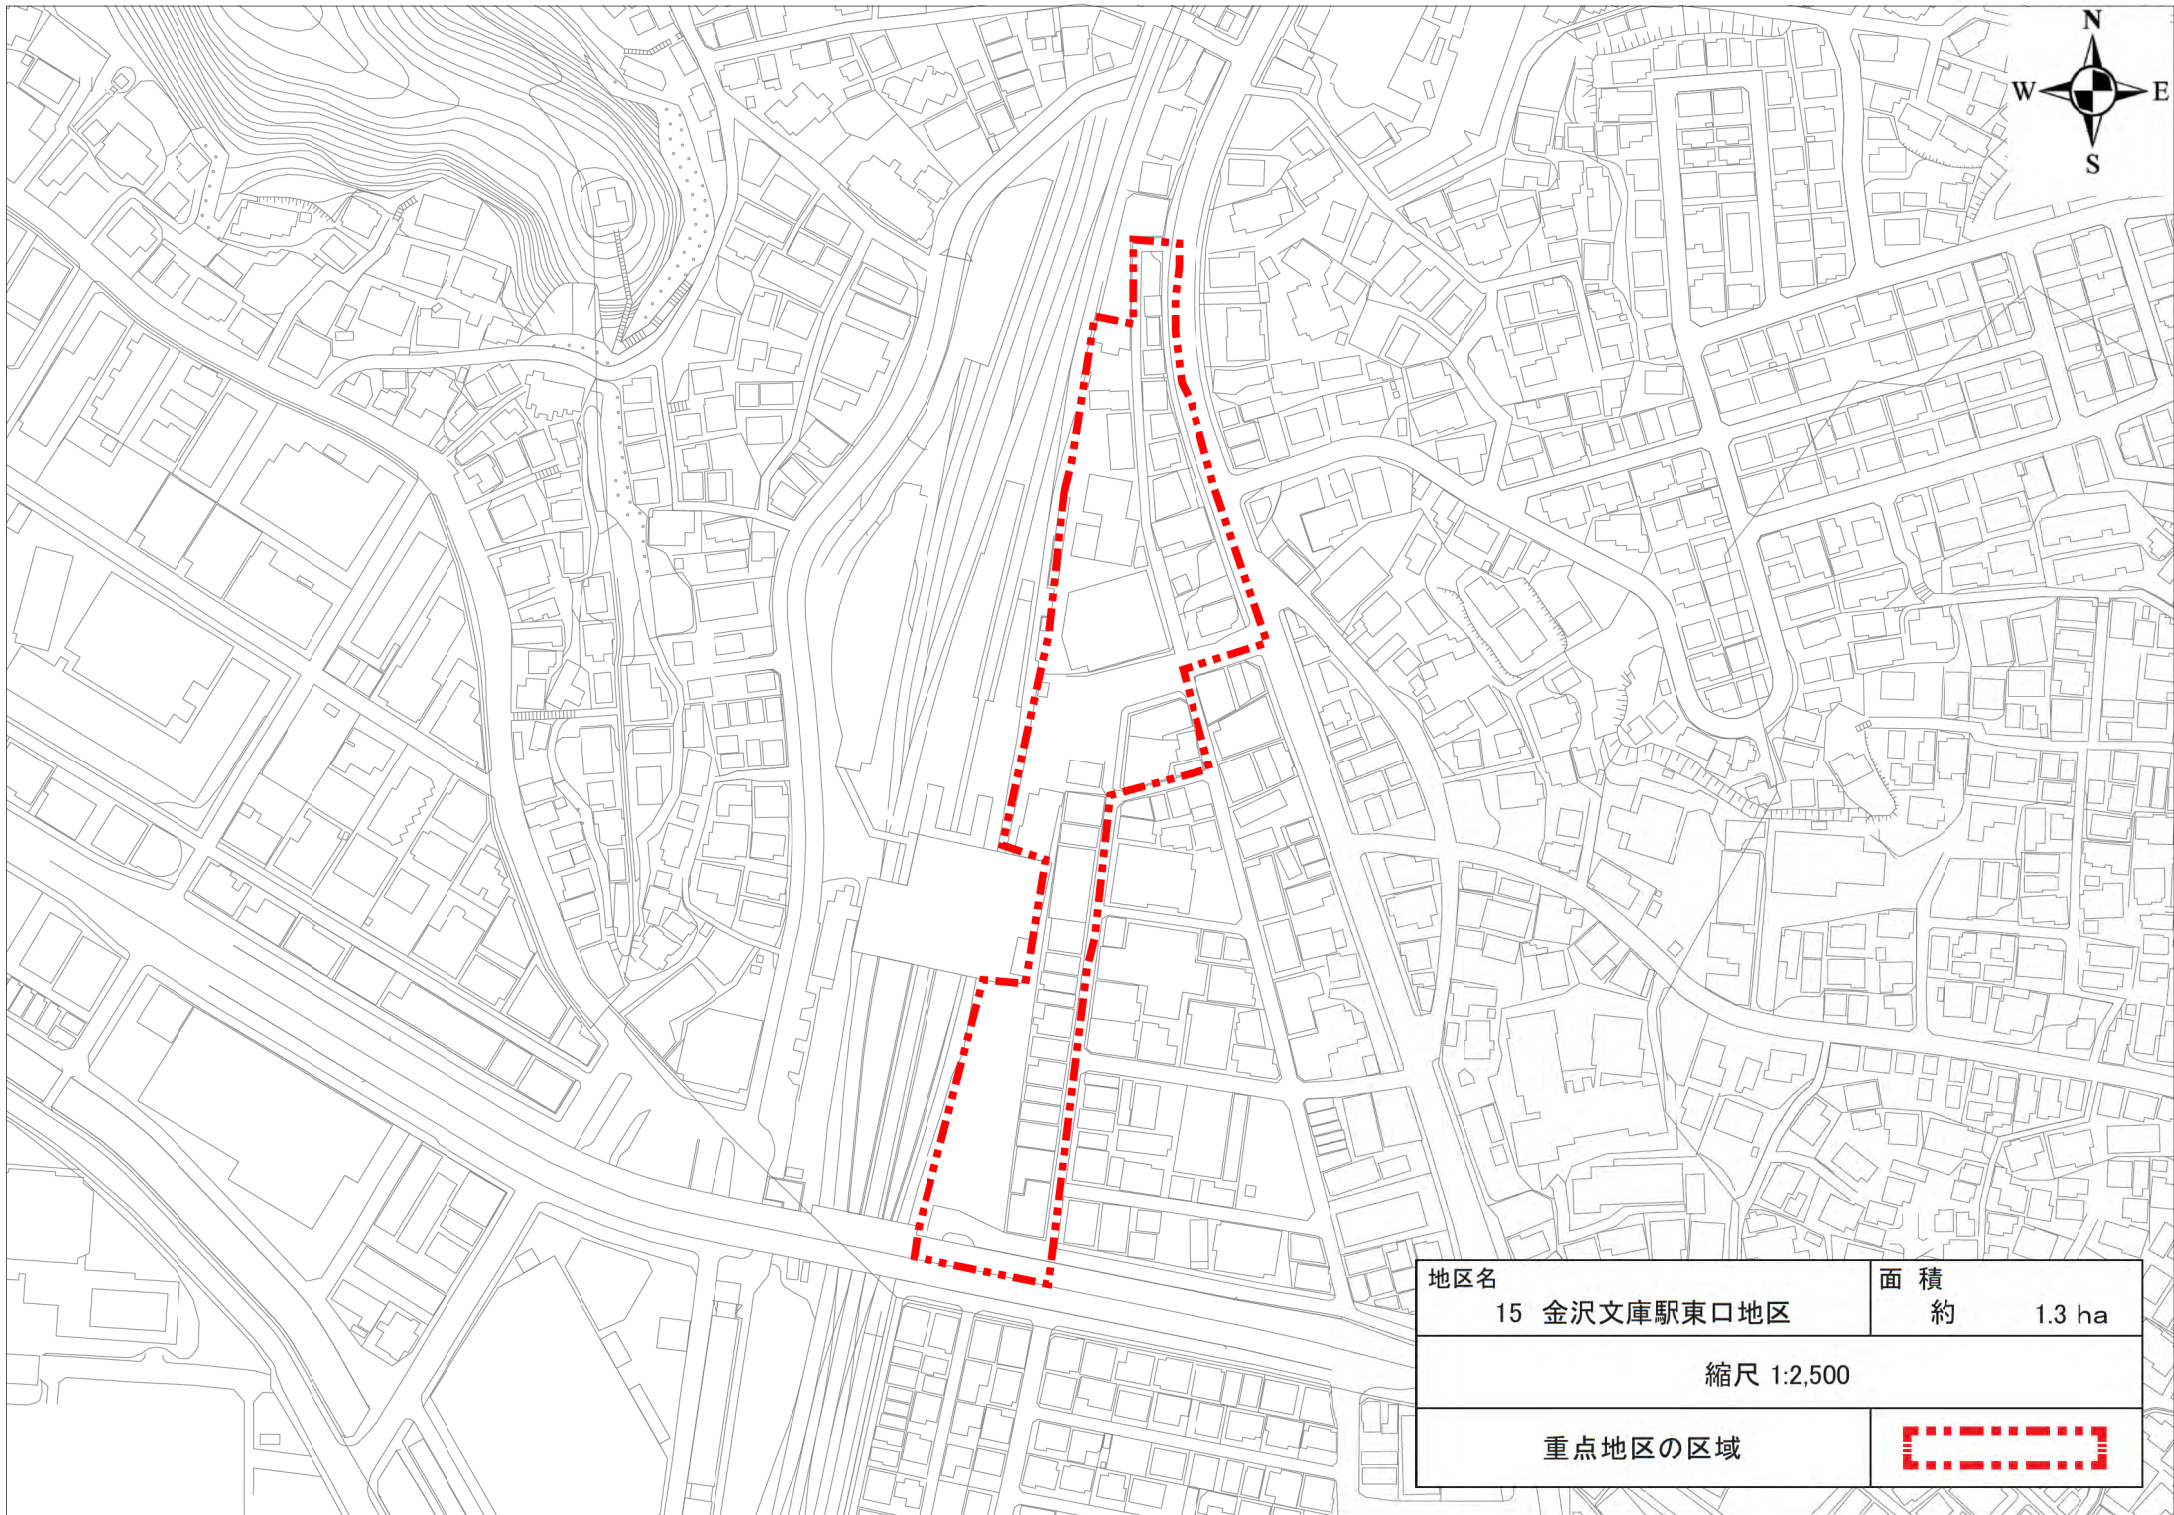 N
W E
S
地区名
15 金沢文庫駅東口地区
面 積
約 1.3 ha
縮尺 1:2,500
重点地区の区域